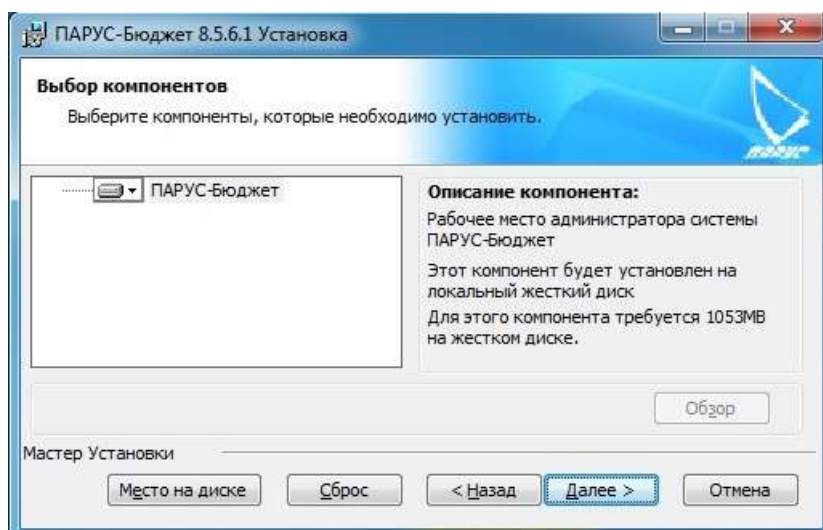 ПАРУС-Бюджет 8.5.6.1 Установка
Выбор компонентов
Выберите компоненты, которые необходимо установить.
ПАРУС
ПАРУС-Бюджет
Описание компонента:
Рабочее место администратора системы
ПАРУС-Бюджет
Этот компонент будет установлен на
локальный жесткий диск
Для этого компонента требуется 1053MB
на жестком диске.
Обзор
Мастер Установки
Место на диске
Сброс
< Назад
Далее >
Отмена